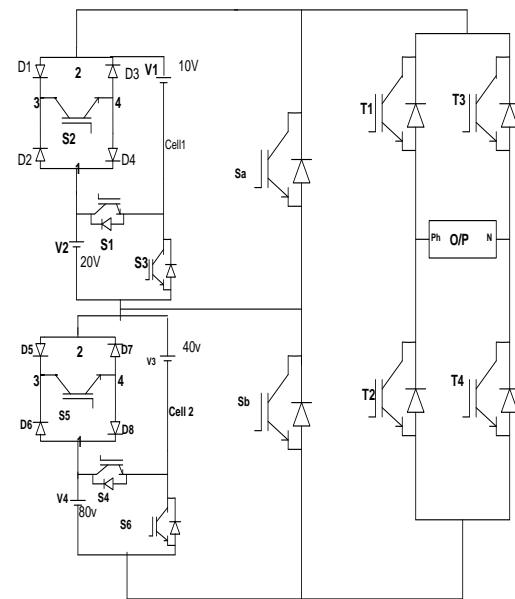 D1
2
D3
V1
10V
3
4
S2
D2
1
D4
Cell1
S1
V2
20V
S3
Sa
T1
T3
Ph O/P N
D5
2
D7
V3
40v
3
4
S5
Cell 2
D6
1
D8
S4
V4
80v
S6
Sb
T2
T4